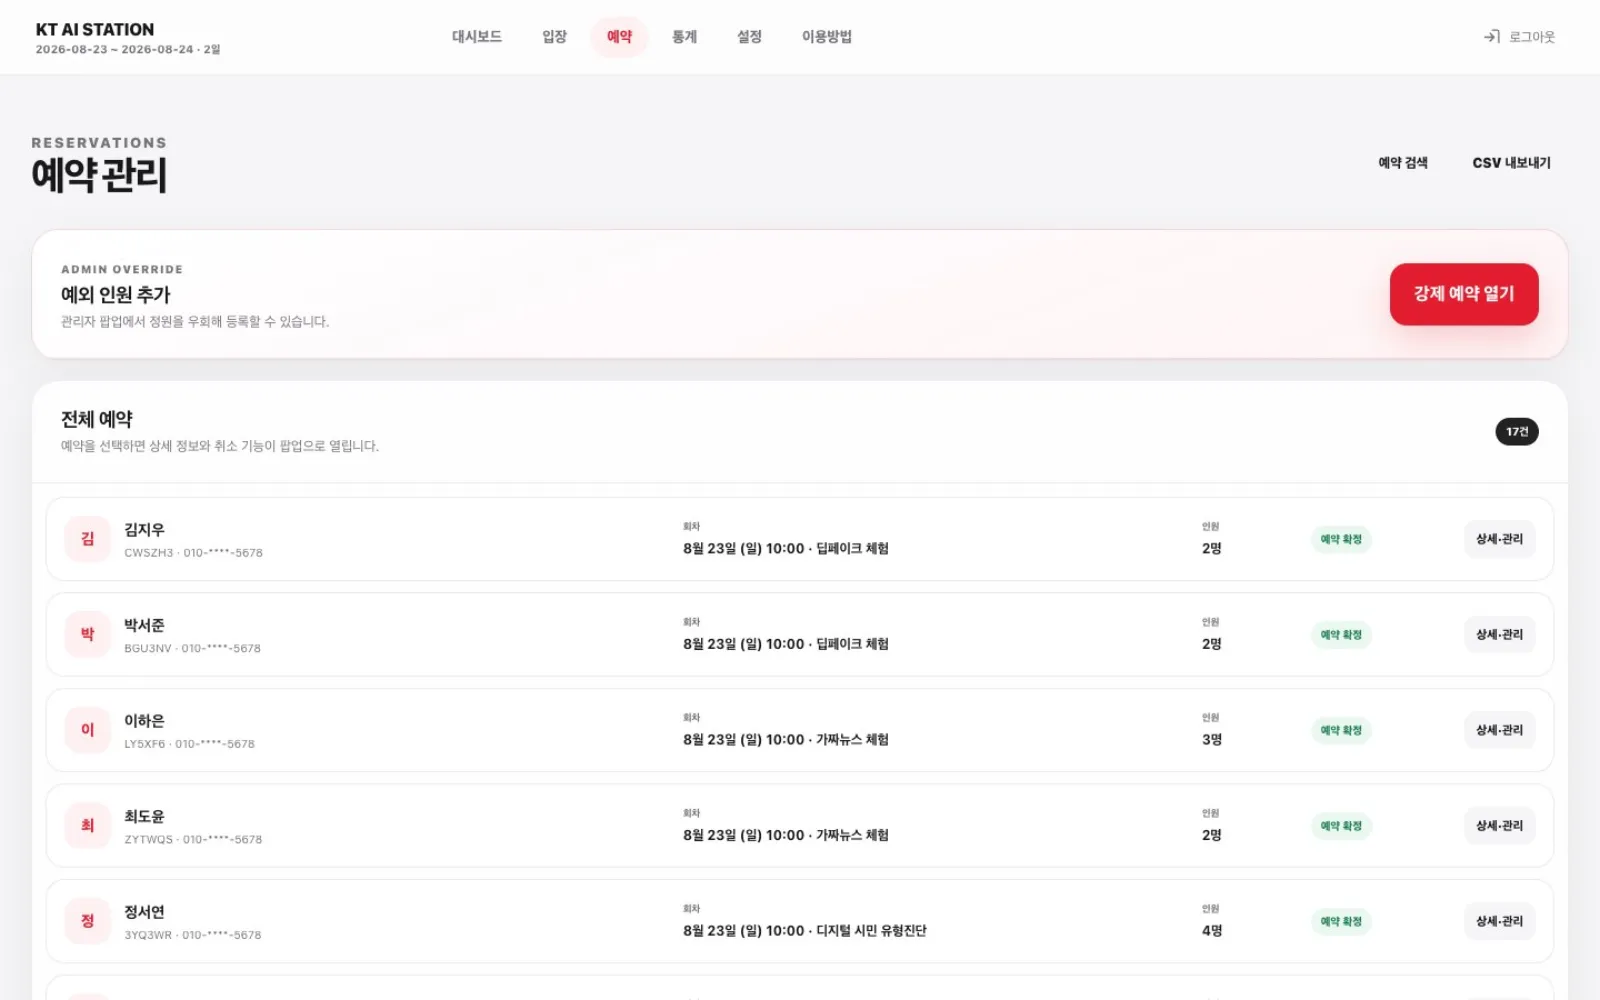 KT AI STATION
2026-08-23 ~ 2026-08-24 · 2일
대시보드
입장
예약
통계
설정
이용방법
로그아웃
RESERVATIONS
예약 관리
예약 검색
CSV 내보내기
ADMIN OVERRIDE
예외 인원 추가
관리자 팝업에서 정원을 우회해 등록할 수 있습니다.
강제 예약 열기
전체 예약
예약을 선택하면 상세 정보와 취소 기능이 팝업으로 열립니다.
17건
김
김지우
CWSZH3 · 010-****-5678
회차
8월 23일 (일) 10:00 · 딥페이크 체험
인원
2명
예약 확정
상세·관리
박
박서준
BGU3NV · 010-****-5678
회차
8월 23일 (일) 10:00 · 딥페이크 체험
인원
2명
예약 확정
상세·관리
이
이하은
LY5XF6 · 010-****-5678
회차
8월 23일 (일) 10:00 · 가짜뉴스 체험
인원
3명
예약 확정
상세·관리
최
최도윤
ZYTWQS · 010-****-5678
회차
8월 23일 (일) 10:00 · 가짜뉴스 체험
인원
2명
예약 확정
상세·관리
정
정서연
3YQ3WR · 010-****-5678
회차
8월 23일 (일) 10:00 · 디지털 시민 유형진단
인원
4명
예약 확정
상세·관리